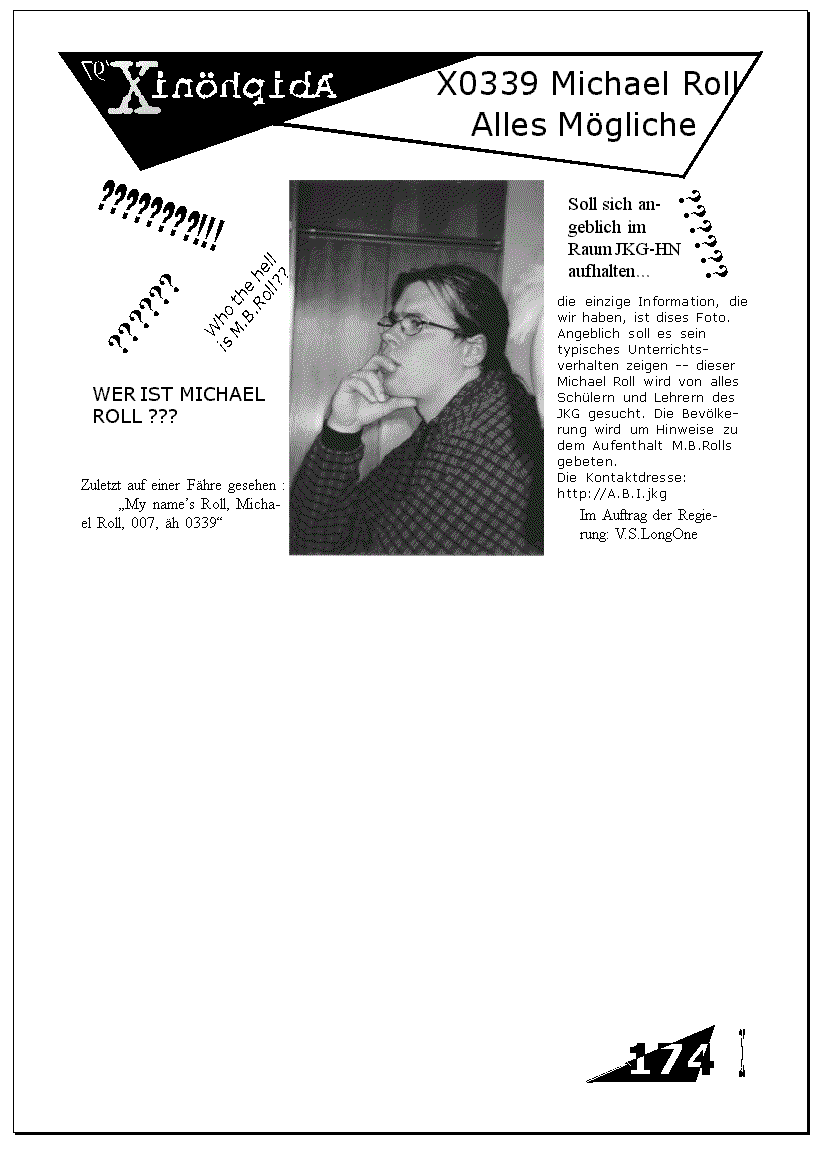 Abiphönix '97
X0339 Michael Roll
Alles Mögliche
????????!!!
??????
Who the hell
is M.B.Roll??
WER IST MICHAEL
ROLL ???
Zuletzt auf einer Fähre gesehen :
„My name's Roll, Micha-
el Roll, 007, äh 0339“
Soll sich an-
geblich im
Raum JKG-HN
aufhalten...
??????
die einzige Information, die
wir haben, ist dises Foto.
Angeblich soll es sein
typisches Unterrichts-
verhalten zeigen -- dieser
Michael Roll wird von alles
Schülern und Lehrern des
JKG gesucht. Die Bevölke-
rung wird um Hinweise zu
dem Aufenthalt M.B.Rolls
gebeten.
Die Kontaktdresse:
http://A.B.I.jkg
Im Auftrag der Regie-
rung: V.S.LongOne
174